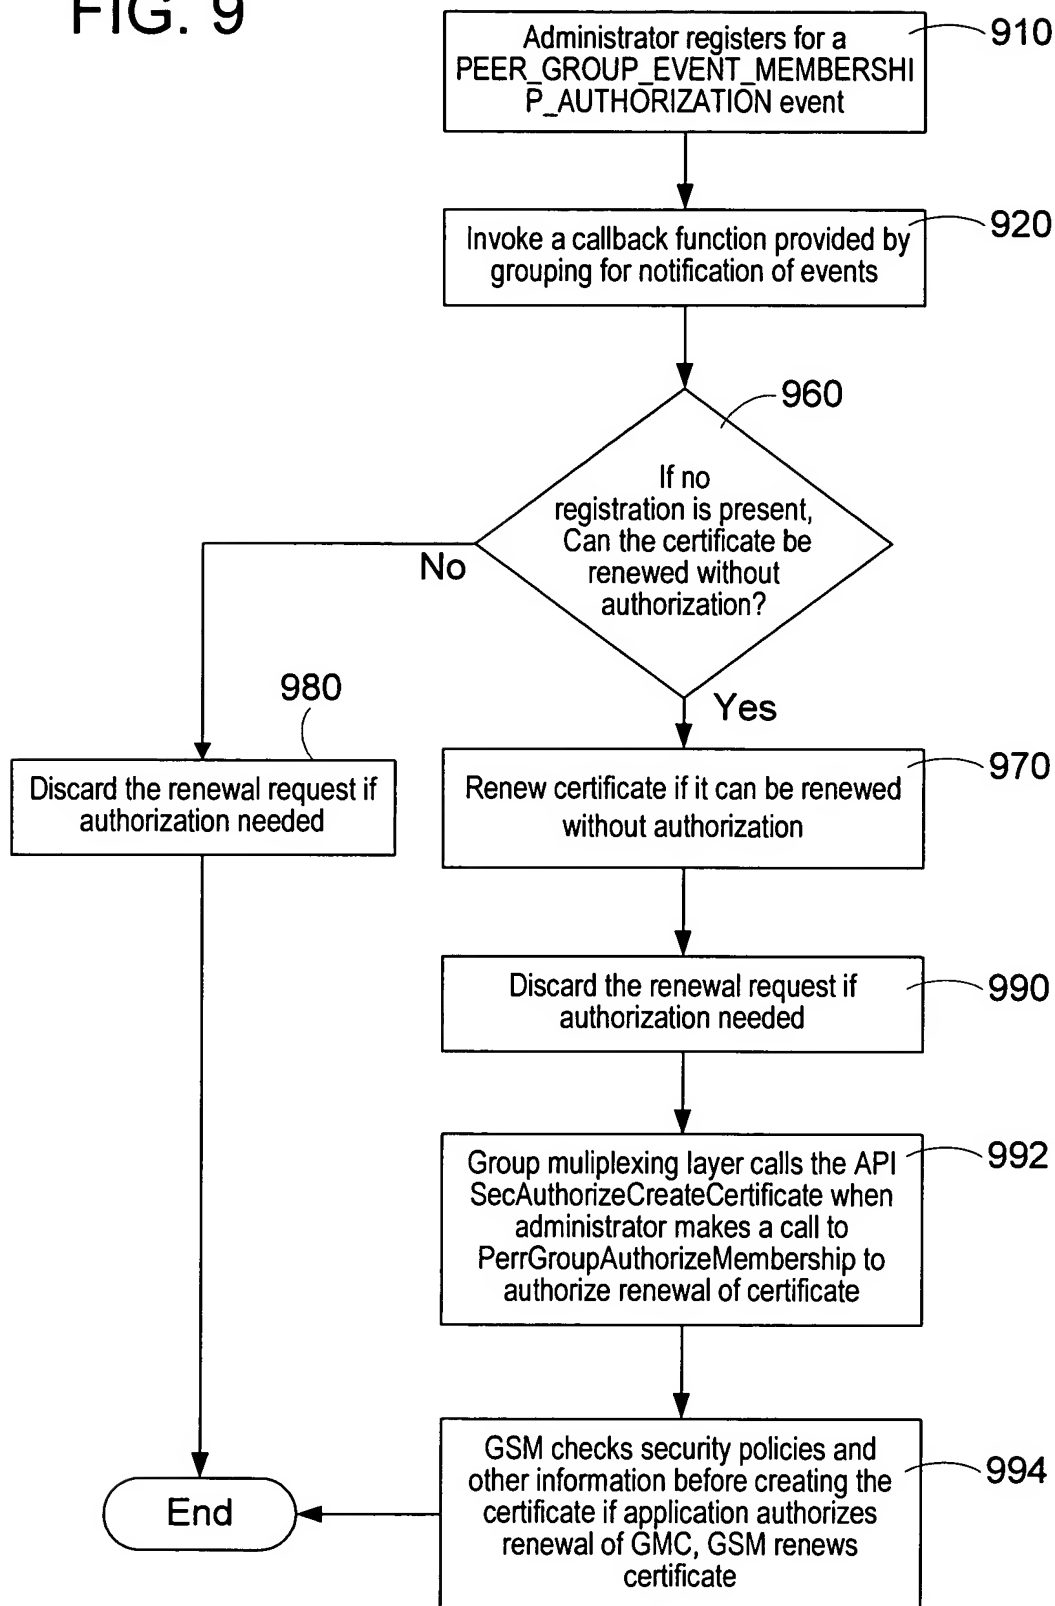 FIG. 9
Administrator registers for a
PEER_GROUP_EVENT_MEMBERSHI
P_AUTHORIZATION event
910
Invoke a callback function provided by
grouping for notification of events
920
960
If no
registration is present,
Can the certificate be
renewed without
authorization?
No
Yes
980
Discard the renewal request if
authorization needed
Renew certificate if it can be renewed
without authorization
970
Discard the renewal request if
authorization needed
990
Group muliplexing layer calls the API
SecAuthorizeCreateCertificate when
administrator makes a call to
PerrGroupAuthorizeMembership to
authorize renewal of certificate
992
GSM checks security policies and
other information before creating the
certificate if application authorizes
renewal of GMC, GSM renews
certificate
994
End